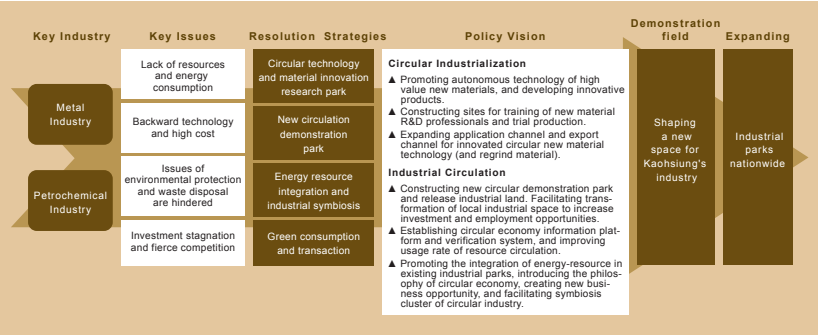 Key Industry
Key Issues
Resolution Strategies
Policy Vision
Demonstration
field
Expanding
Metal
Industry
Petrochemical
Industry
Lack of resources
and energy
consumption
Backward technology
and high cost
Issues of
environmental protection
and waste disposal
are hindered
Investment stagnation
and fierce competition
Circular technology
and material innovation
research park
New circulation
demonstration
park
Energy resource
integration and
industrial symbiosis
Green consumption
and transaction
Circular Industrialization
▲ Promoting autonomous technology of high
value new materials, and developing innovative
products.
▲ Constructing sites for training of new material
R&D professionals and trial production.
▲ Expanding application channel and export
channel for innovated circular new material
technology (and regrind material).
Industrial Circulation
▲ Constructing new circular demonstration park
and release industrial land. Facilitating trans-
formation of local industrial space to increase
investment and employment opportunities.
▲ Establishing circular economy information plat-
form and verification system, and improving
usage rate of resource circulation.
▲ Promoting the integration of energy-resource in
existing industrial parks, introducing the philos-
ophy of circular economy, creating new busi-
ness opportunity, and facilitating symbiosis
cluster of circular industry.
Shaping
a new
space for
Kaohsiung's
industry
Industrial
parks
nationwide